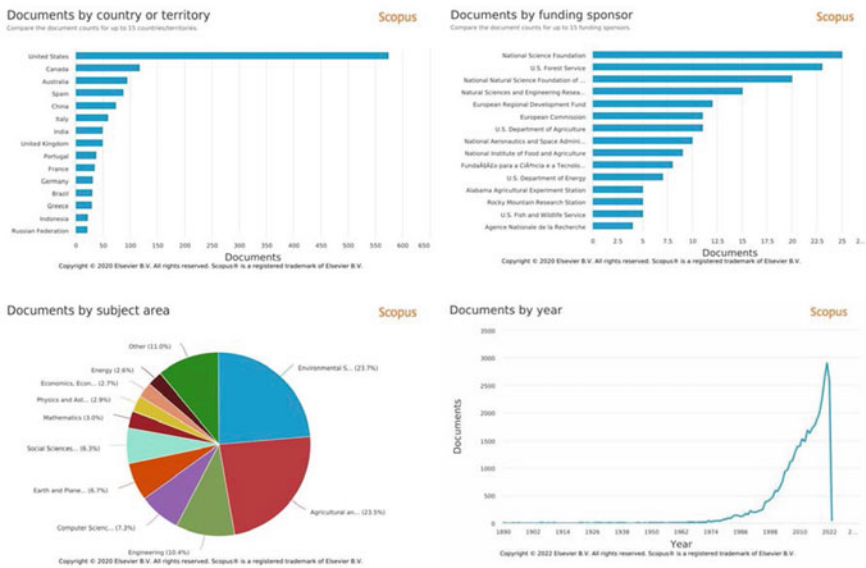 Documents by country or territory
Scopus
Compare the document counts for up to 15 countries/territories.
United States
Canada
Australia
Spain
China
Italy
India
United Kingdom
Portugal
France
Germany
Brazil
Greece
Indonesia
Russian Federation
0 50 100 150 200 250 300 350 400 450 500 550 600 650
Documents
Copyright © 2020 Elsevier B.V. All rights reserved. Scopus® is a registered trademark of Elsevier B.V.
Documents by funding sponsor
Scopus
Compare the document counts for up to 15 funding sponsors.
National Science Foundation
U.S. Forest Service
National Natural Science Foundation of ...
Natural Sciences and Engineering Resea...
European Regional Development Fund
European Commission
U.S. Department of Agriculture
National Aeronautics and Space Admini...
National Institute of Food and Agriculture
para a
e a Tecnolo...
U.S. Department of Energy
Alabama Agricultural Experiment Station
Rocky Mountain Research Station
U.S. Fish and Wildlife Service
Agence Nationale de la Recherche
0 2.5 5 7.5 10 12.5 15 17.5 20 22.5 25 2...
Documents
Copyright © 2020 Elsevier B.V. All rights reserved. Scopus® is a registered trademark of Elsevier B.V.
Documents by subject area
Scopus
Other (11.0%)
Energy (2.6%)
Economics, Econ... (2.7%)
Physics and Ast... (2.9%)
Mathematics (3.0%)
Social Sciences... (6.3%)
Earth and Plane... (6.7%)
Computer Scienc... (7.2%)
Engineering (10.4%)
Agricultural an... (23.5%)
Environmental S... (23.7%)
Copyright © 2020 Elsevier B.V. All rights reserved. Scopus® is a registered trademark of Elsevier B.V.
Documents by year
Scopus
3500
3000
2500
2000
1500
1000
500
0
Documents
1890 1902 1914 1926 1938 1950 1962 1974 1986 1998 2010 2022 2...
Year
Copyright © 2022 Elsevier B.V. All rights reserved. Scopus® is a registered trademark of Elsevier B.V.